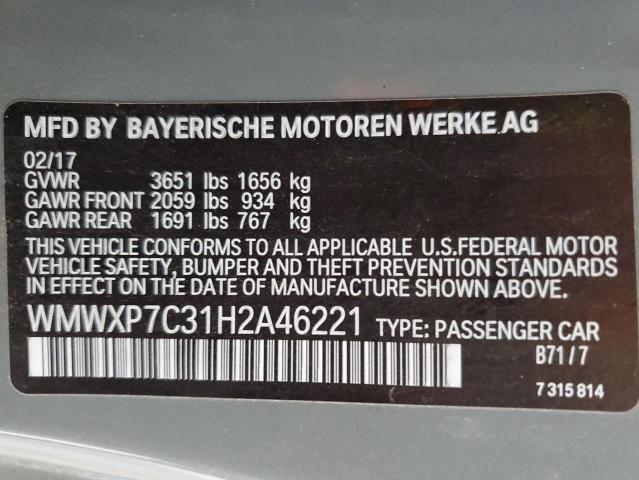 MFD BY BAYERISCHE MOTOREN WERKE AG
02/17
GVWR 3651 lbs 1656 kg
GAWR FRONT 2059 lbs 934 kg
GAWR REAR 1691 lbs 767 kg
THIS VEHICLE CONFORMS TO ALL APPLICABLE U.S.FEDERAL MOTOR
VEHICLE SAFETY, BUMPER AND THEFT PREVENTION STANDARDS
IN EFFECT ON THE DATE OF MANUFACTURE SHOWN ABOVE.
WMWXP7C31H2A46221 TYPE: PASSENGER CAR
B71/7
7 315 814